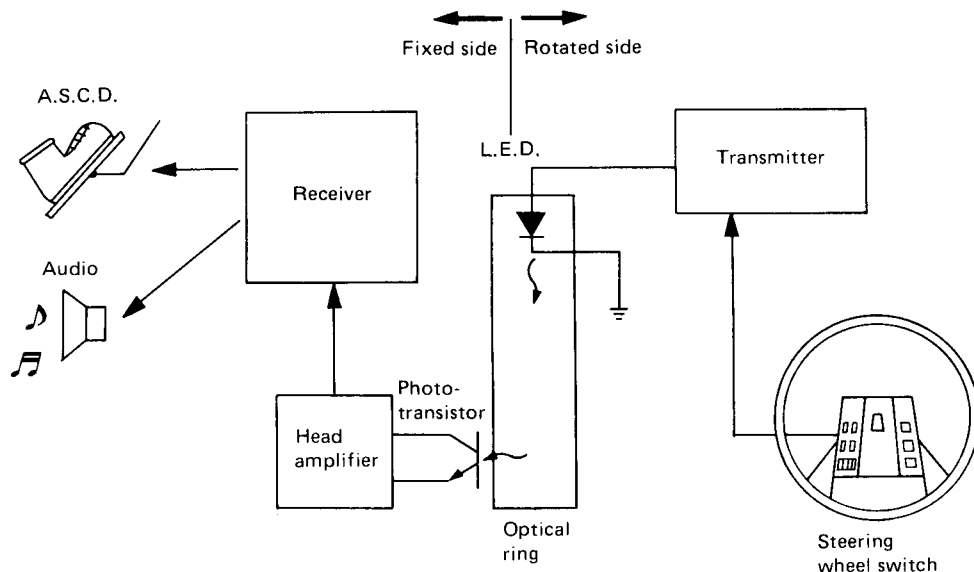 Fixed side
Rotated side
A.S.C.D.
L.E.D.
Transmitter
Receiver
Audio
Photo-
transistor
Head
amplifier
Optical
ring
Steering
wheel switch